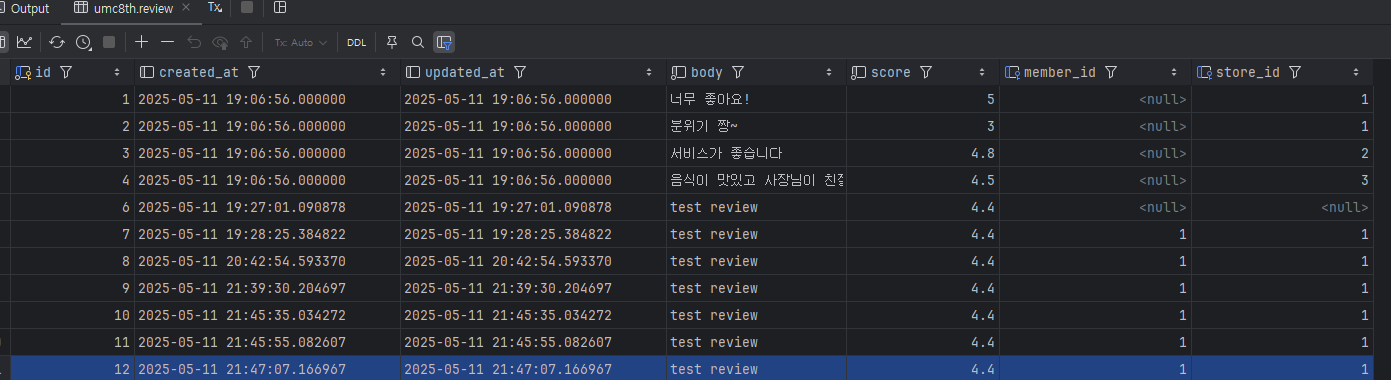 Output umc8th.review Tx
Tx: Auto DDL
id created_at updated_at body score member_id store_id
1 2025-05-11 19:06:56.000000 2025-05-11 19:06:56.000000 너무 좋아요! 5 <null> 1
2 2025-05-11 19:06:56.000000 2025-05-11 19:06:56.000000 분위기 짱~ 3 <null> 1
3 2025-05-11 19:06:56.000000 2025-05-11 19:06:56.000000 서비스가 좋습니다 4.8 <null> 2
4 2025-05-11 19:06:56.000000 2025-05-11 19:06:56.000000 음식이 맛있고 사장님이 4.5 <null> 3
6 2025-05-11 19:27:01.090878 2025-05-11 19:27:01.090878 test review 4.4 <null> <null>
7 2025-05-11 19:28:25.384822 2025-05-11 19:28:25.384822 test review 4.4 1 1
8 2025-05-11 20:42:54.593370 2025-05-11 20:42:54.593370 test review 4.4 1 1
9 2025-05-11 21:39:30.204697 2025-05-11 21:39:30.204697 test review 4.4 1 1
10 2025-05-11 21:45:35.034272 2025-05-11 21:45:35.034272 test review 4.4 1 1
11 2025-05-11 21:45:55.082607 2025-05-11 21:45:55.082607 test review 4.4 1 1
12 2025-05-11 21:47:07.166967 2025-05-11 21:47:07.166967 test review 4.4 1 1